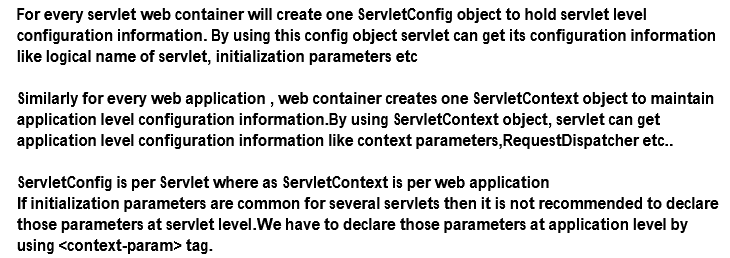 For every servlet web container will create one ServletConfig object to hold servlet level
configuration information. By using this config object servlet can get its configuration information
like logical name of servlet, initialization parameters etc
Similarly for every web application , web container creates one ServletContext object to maintain
application level configuration information.By using ServletContext object, servlet can get
application level configuration information like context parameters,RequestDispatcher etc..
ServletConfig is per Servlet where as ServletContext is per web application
If initialization parameters are common for several servlets then it is not recommended to declare
those parameters at servlet level.We have to declare those parameters at application level by
using <context-param> tag.